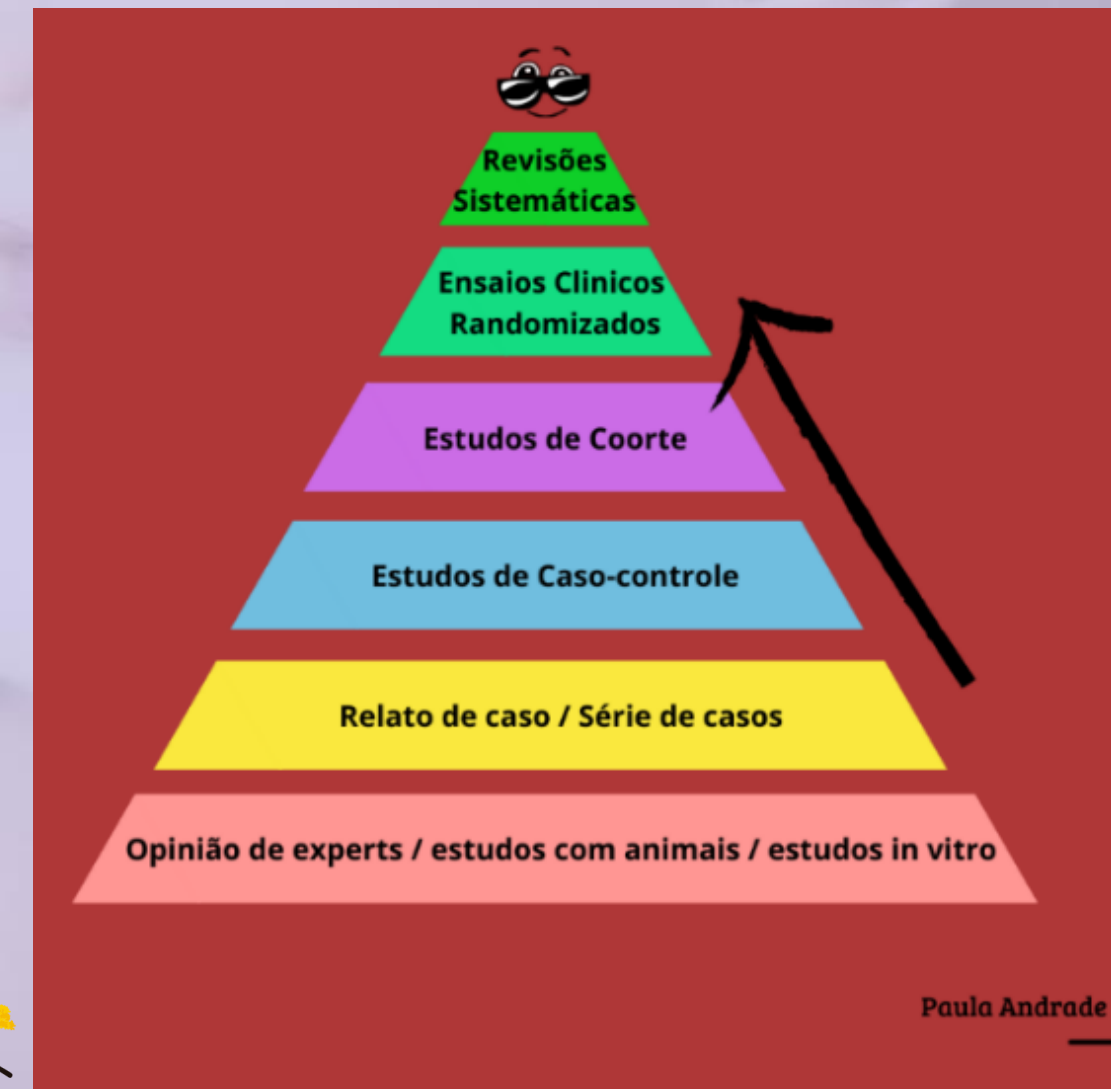 Revisões
Sistemáticas
Ensaios Clinicos
Randomizados
Estudos de Coorte
Estudos de Caso-controle
Relato de caso / Série de casos
Opinião de experts / estudos com animais / estudos in vitro
Paula Andrade